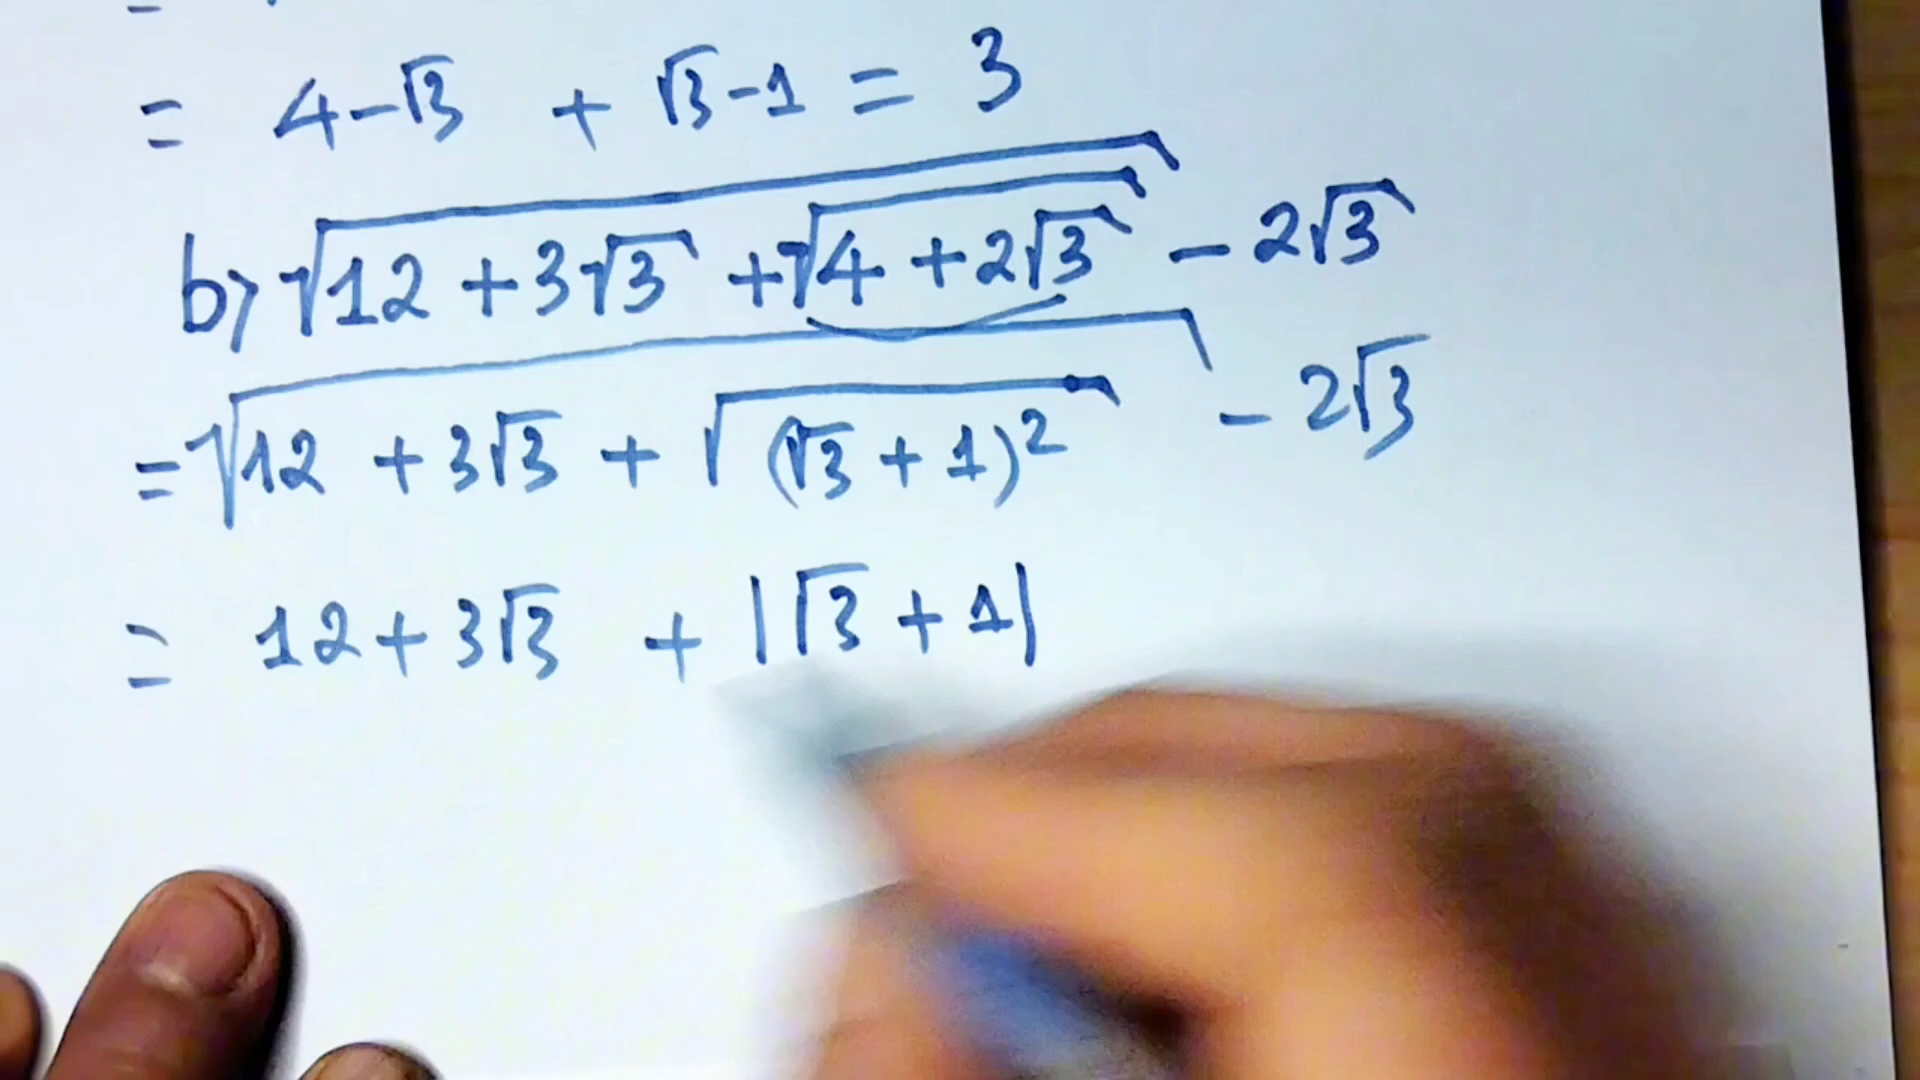 = 4-√3 + √3-1 = 3
b) √(12 + 3√3 + √(4 + 2√3)) - 2√3
= √(12 + 3√3 + √((√3 + 1)²)) - 2√3
= 12 + 3√3 + |√3 + 1|